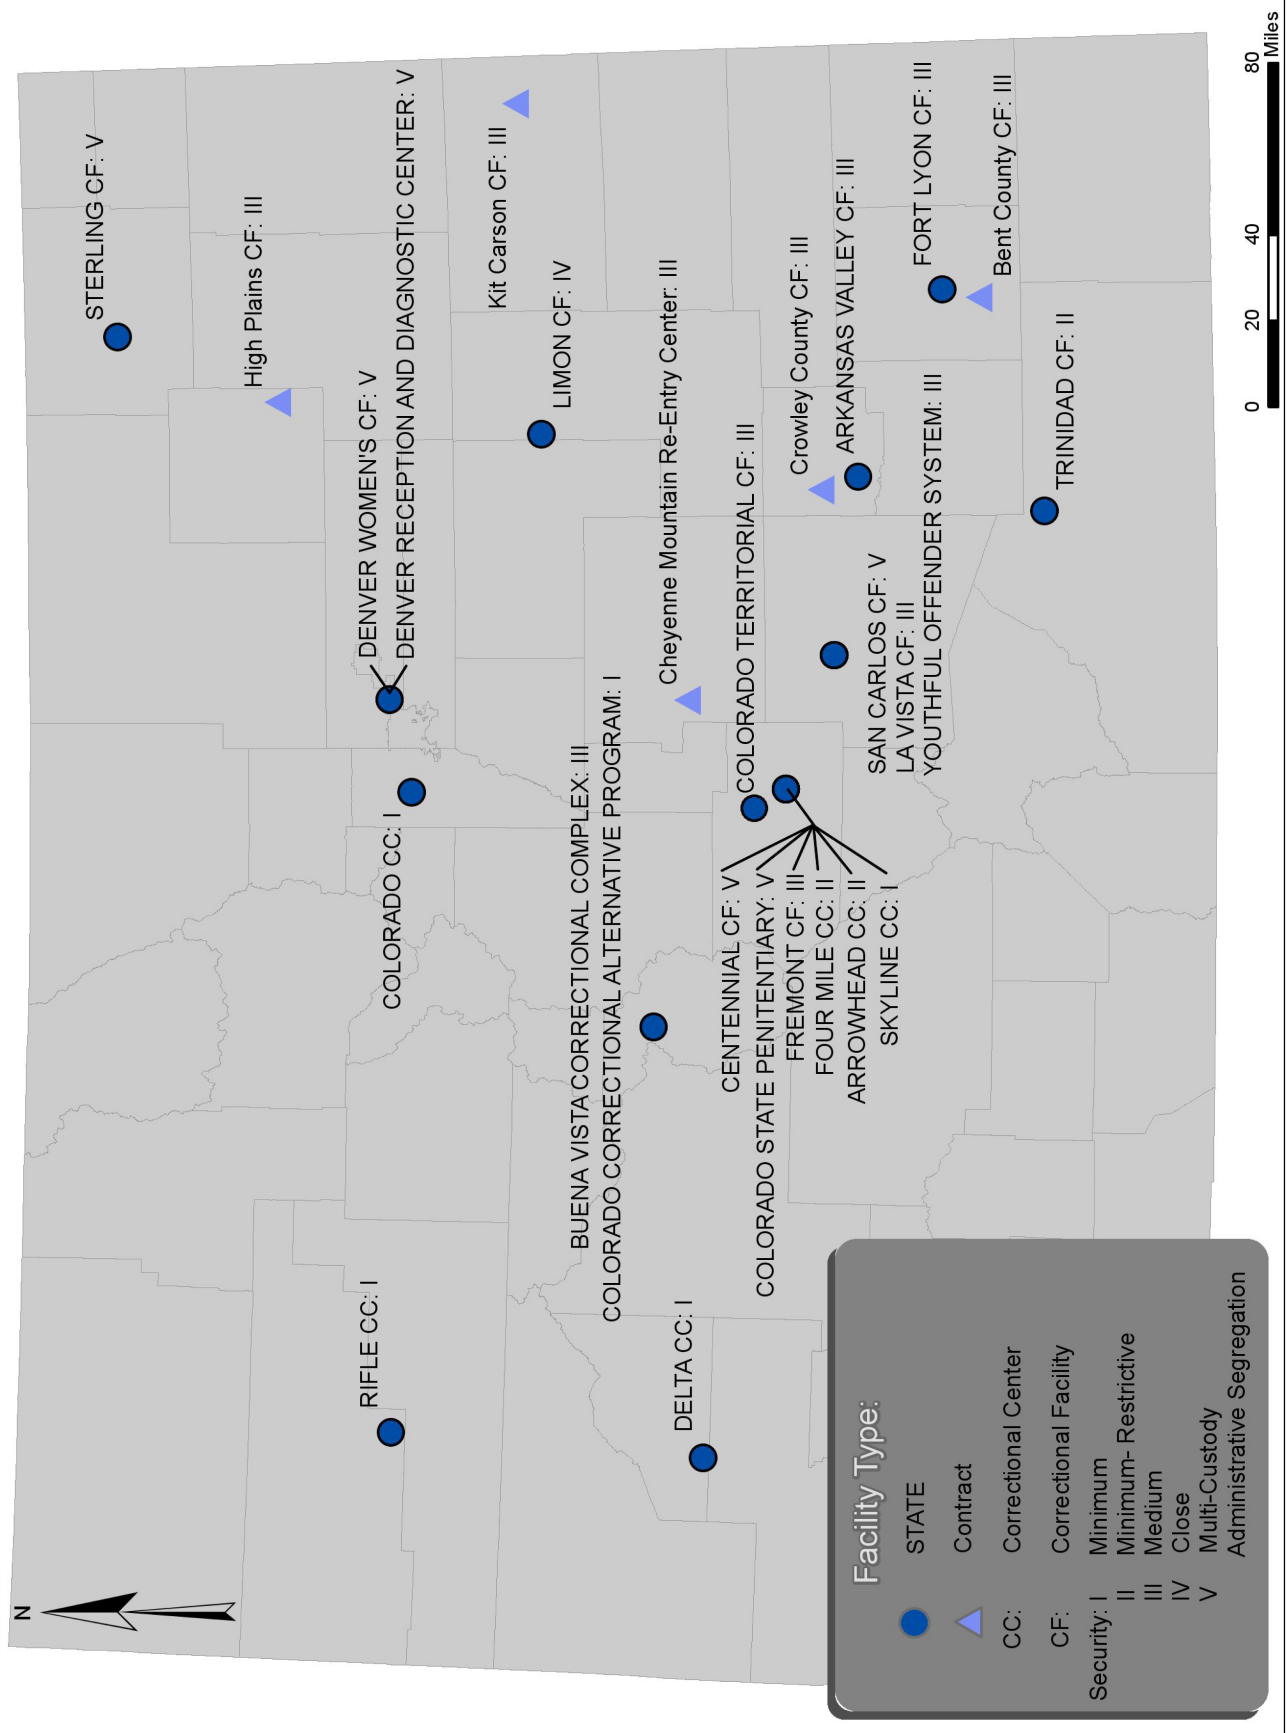 N
STERLING CF: V
High Plains CF: III
DENVER WOMEN'S CF: V
DENVER RECEPTION AND DIAGNOSTIC CENTER: V
RIFLE CC: I
COLORADO CC: I
Kit Carson CF: III
LIMON CF: IV
BUENA VISTA CORRECTIONAL COMPLEX: III
COLORADO CORRECTIONAL ALTERNATIVE PROGRAM: I
Cheyenne Mountain Re-Entry Center: III
DELTA CC: I
COLORADO TERRITORIAL CF: III
CENTENNIAL CF: V
COLORADO STATE PENITENTIARY: V
FREMONT CF: III
FOUR MILE CC: II
ARROWHEAD CC: II
SKYLINE CC: I
Crowley County CF: III
ARKANSAS VALLEY CF: III
SAN CARLOS CF: V
LA VISTA CF: III
YOUTHFUL OFFENDER SYSTEM: III
FORT LYON CF: III
Bent County CF: III
TRINIDAD CF: II
Facility Type:
STATE
Contract
CC: Correctional Center
CF: Correctional Facility
Security: I Minimum
II Minimum- Restrictive
III Medium
IV Close
V Multi-Custody
Administrative Segregation
0 20 40 80
Miles